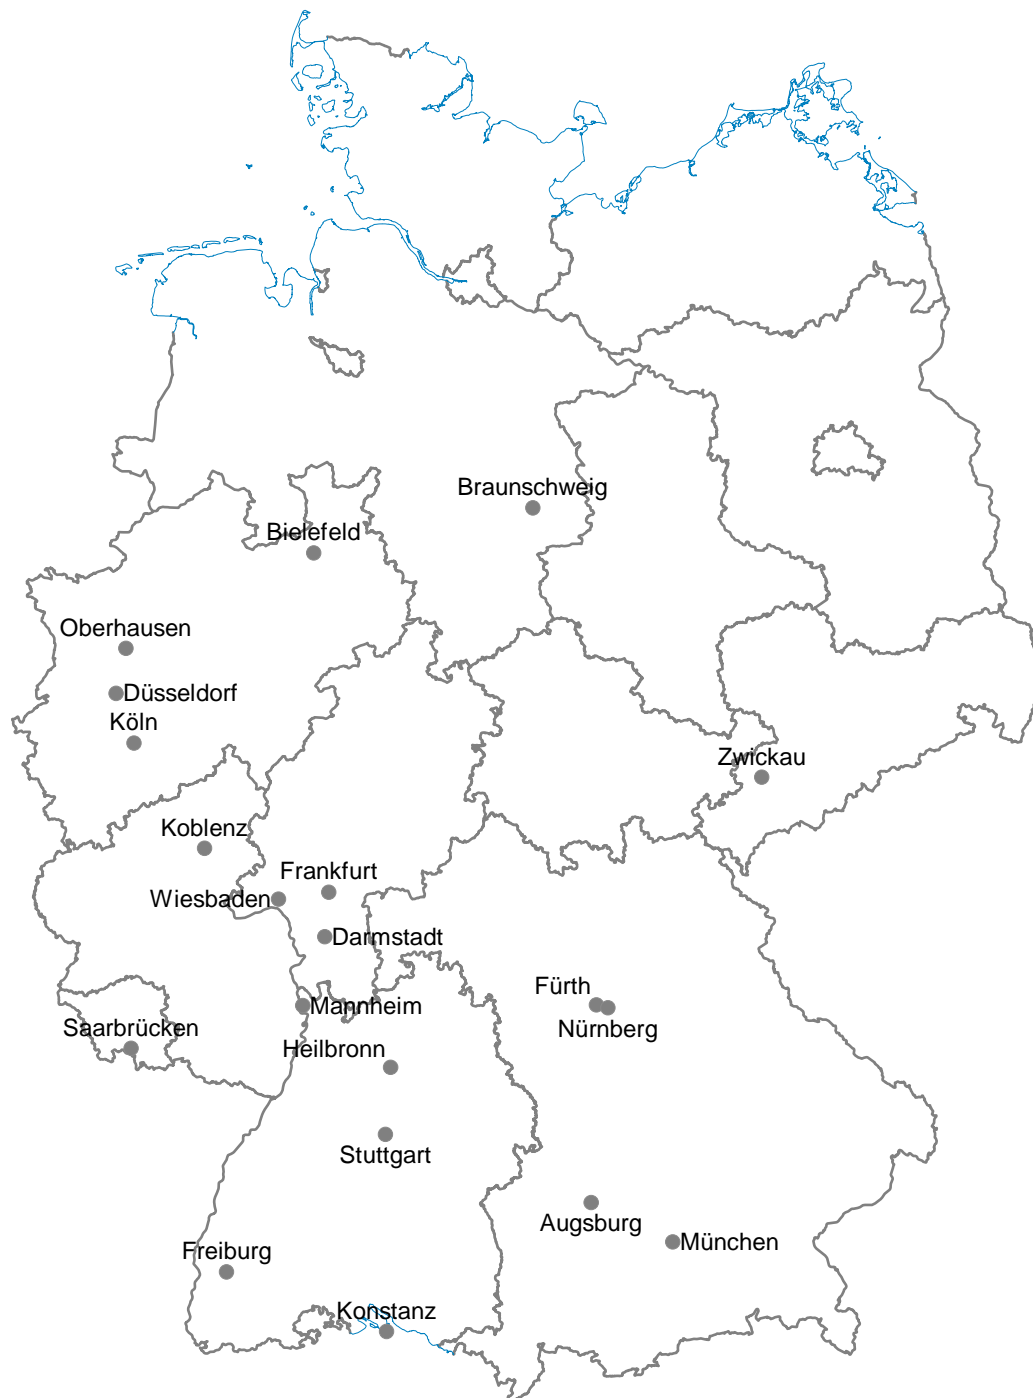 Braunschweig
Bielefeld
Oberhausen
Düsseldorf
Köln
Zwickau
Koblenz
Frankfurt
Wiesbaden
Darmstadt
Fürth
Mannheim
Nürnberg
Saarbrücken
Heilbronn
Stuttgart
Augsburg
München
Freiburg
Konstanz